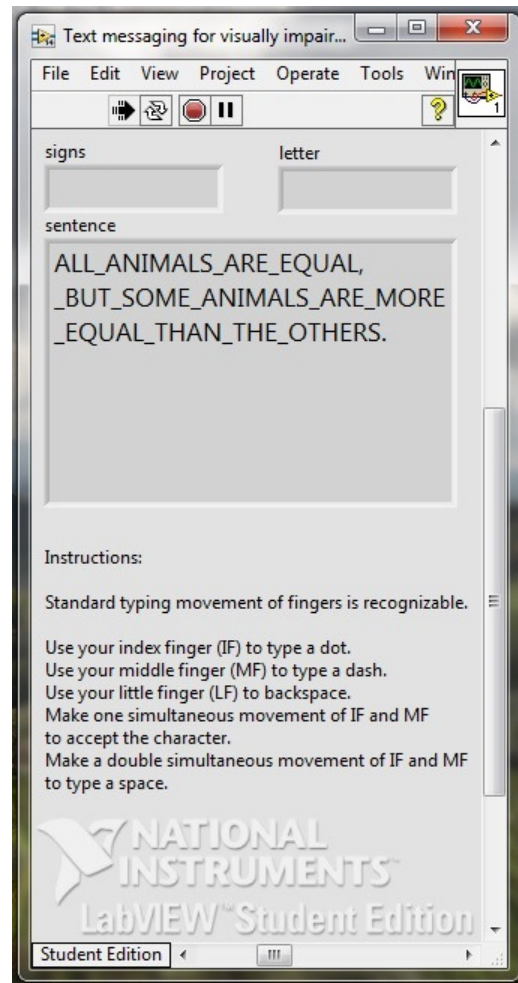 Text messaging for visually impair...
File Edit View Project Operate Tools Win
1
signs
letter
sentence
ALL_ANIMALS_ARE_EQUAL,
_BUT_SOME_ANIMALS_ARE_MORE
_EQUAL_THAN_THE_OTHERS.
Instructions:
Standard typing movement of fingers is recognizable.
Use your index finger (IF) to type a dot.
Use your middle finger (MF) to type a dash.
Use your little finger (LF) to backspace.
Make one simultaneous movement of IF and MF
to accept the character.
Make a double simultaneous movement of IF and MF
to type a space.
NATIONAL
INSTRUMENTS™
LabVIEW™ Student Edition
Student Edition